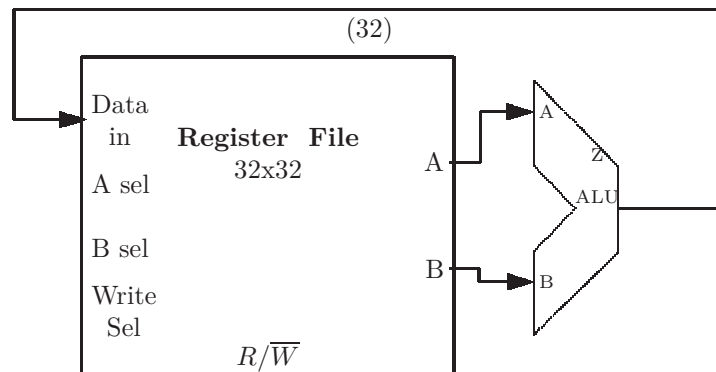 (32)
Data
in
Register File
32x32
A sel
B sel
Write
Sel
R/W̅
A
B
A
Z
ALU
B